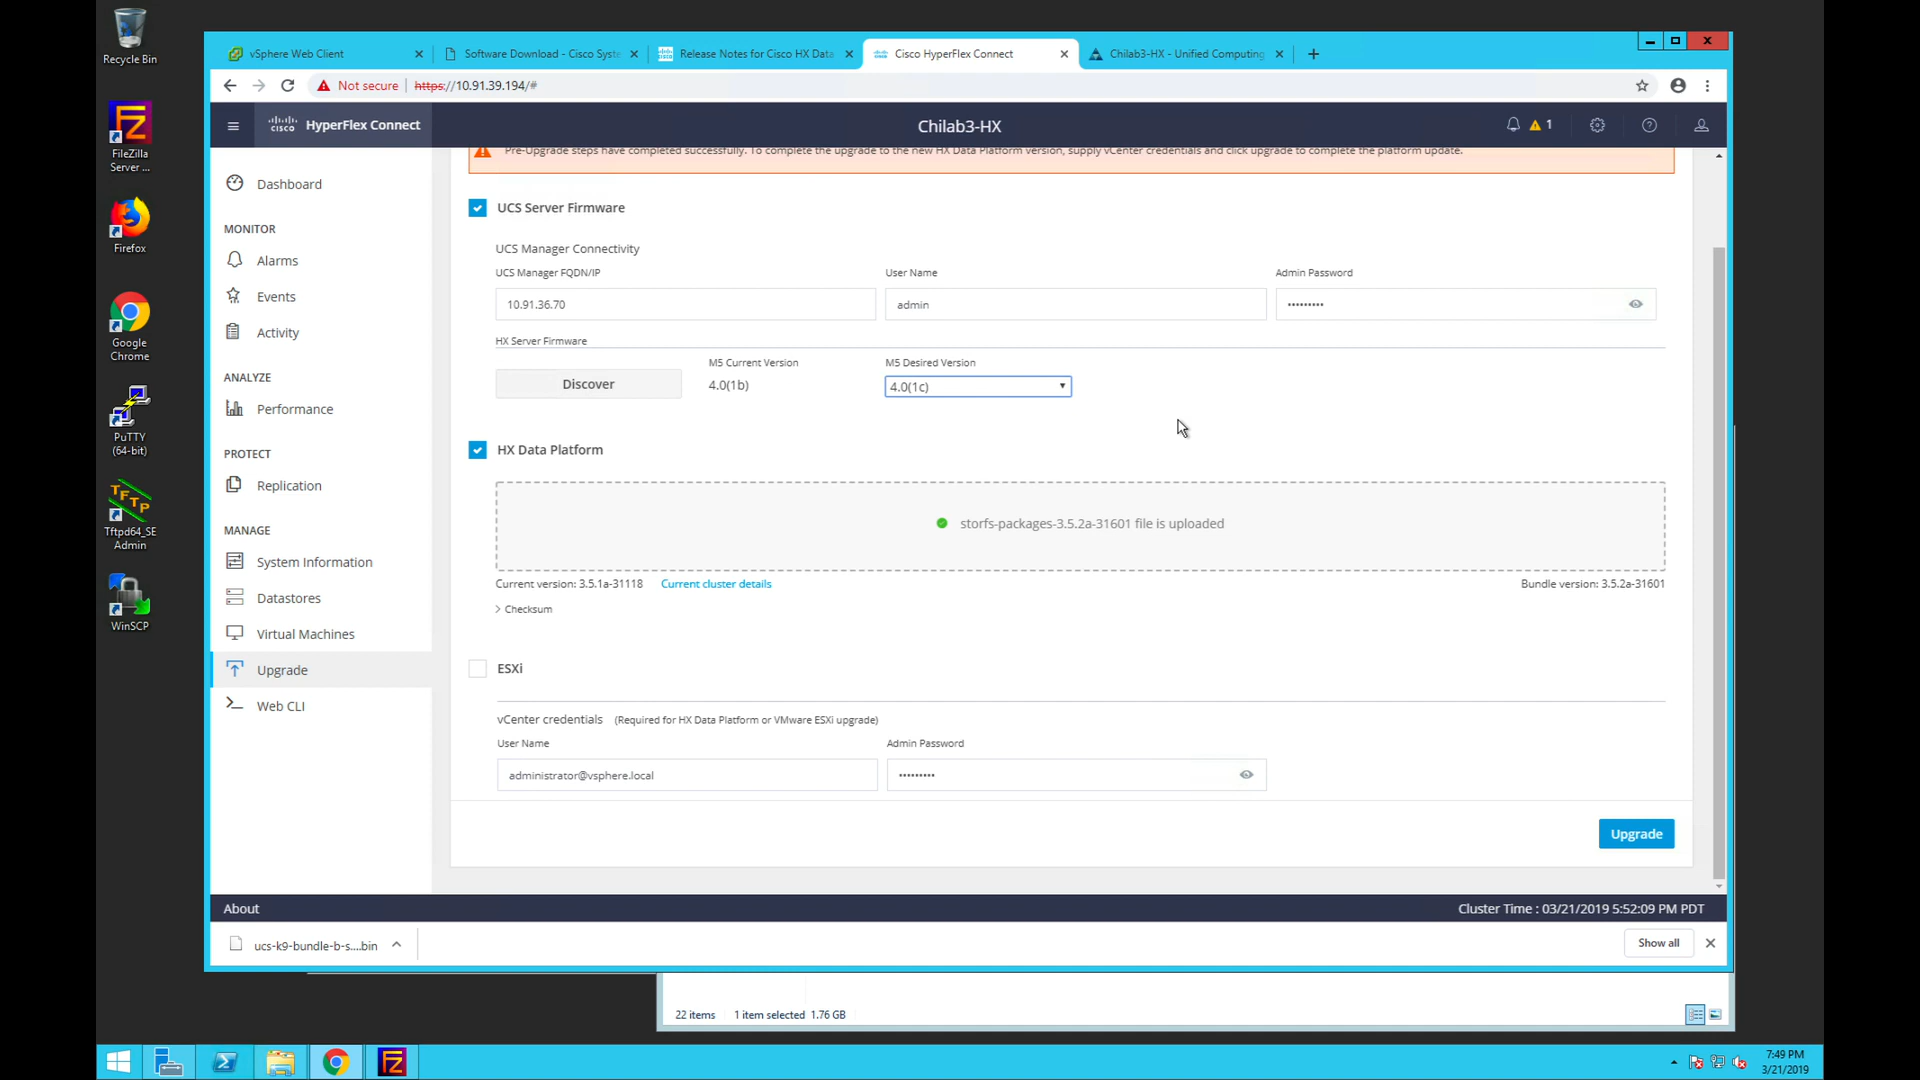 Recycle Bin
FileZilla
Server ...
Firefox
Google
Chrome
PuTTY
(64-bit)
TFTP
Tftpd64_SE
Admin
WinSCP
vSphere Web Client
Software Download - Cisco Syste
Release Notes for Cisco HX Data
Cisco HyperFlex Connect
Chilab3-HX - Unified Computing
Not secure
https://10.91.39.194/#
CISCO
HyperFlex Connect
Chilab3-HX
1
Dashboard
MONITOR
Alarms
Events
Activity
ANALYZE
Performance
PROTECT
Replication
MANAGE
System Information
Datastores
Virtual Machines
Upgrade
Web CLI
Pre-Upgrade steps have completed successfully. To complete the upgrade to the new HX Data Platform version, supply vCenter credentials and click upgrade to complete the platform update.
UCS Server Firmware
UCS Manager Connectivity
UCS Manager FQDN/IP
User Name
Admin Password
10.91.36.70
admin
•••••••••
HX Server Firmware
M5 Current Version
M5 Desired Version
Discover
4.0(1b)
4.0(1c)
HX Data Platform
storfs-packages-3.5.2a-31601 file is uploaded
Current version: 3.5.1a-31118
Current cluster details
Bundle version: 3.5.2a-31601
Checksum
ESXi
vCenter credentials (Required for HX Data Platform or VMware ESXi upgrade)
User Name
Admin Password
administrator@vsphere.local
•••••••••
Upgrade
About
Cluster Time : 03/21/2019 5:52:09 PM PDT
ucs-k9-bundle-b-s....bin
Show all
22 items
1 item selected 1.76 GB
7:49 PM
3/21/2019